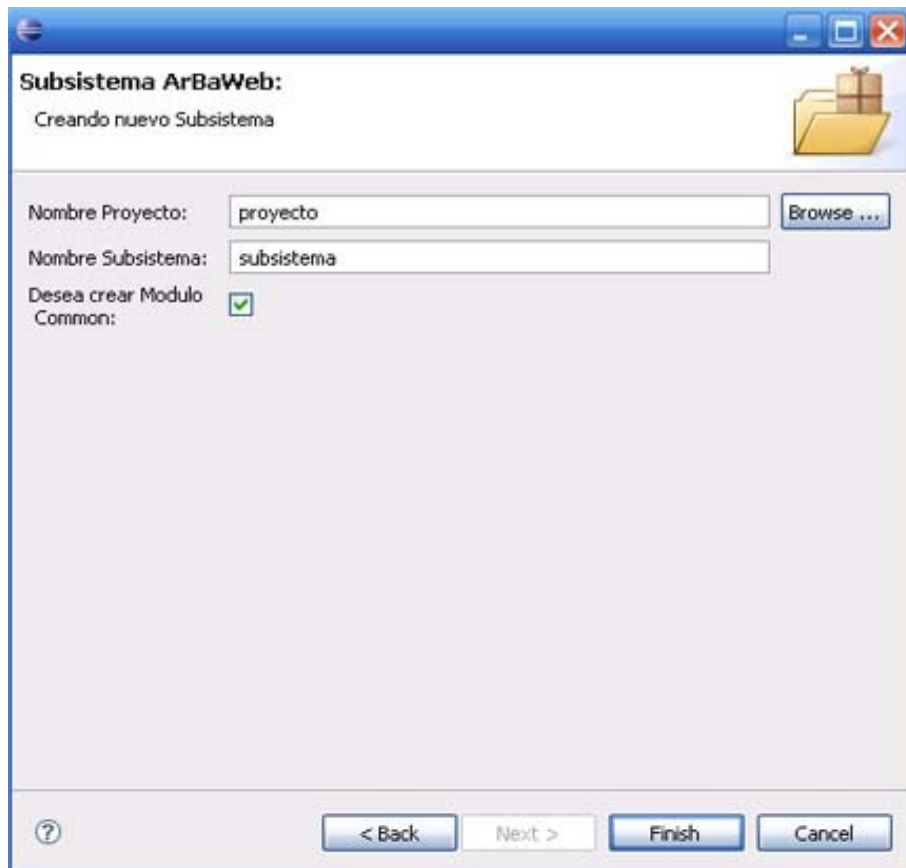 Subsistema ArBaWeb:
Creando nuevo Subsistema
Nombre Proyecto: proyecto Browse ...
Nombre Subsistema: subsistema
Desea crear Modulo
Common:
< Back Next > Finish Cancel